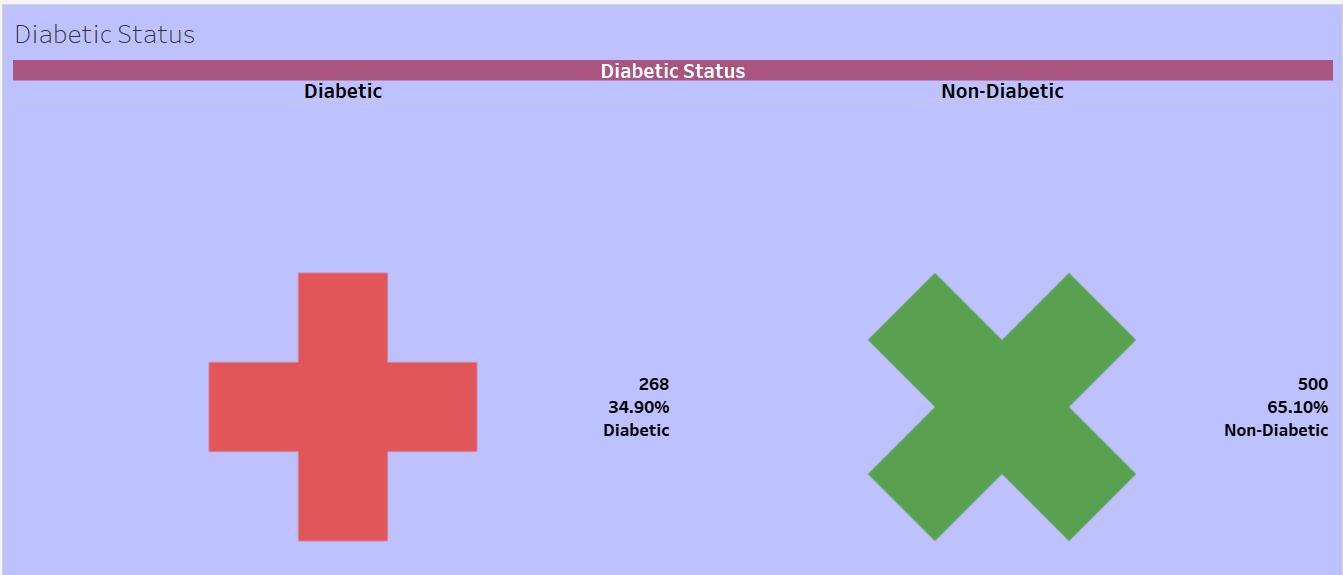 Diabetic Status
Diabetic Status
Diabetic
Non-Diabetic
268
34.90%
Diabetic
500
65.10%
Non-Diabetic